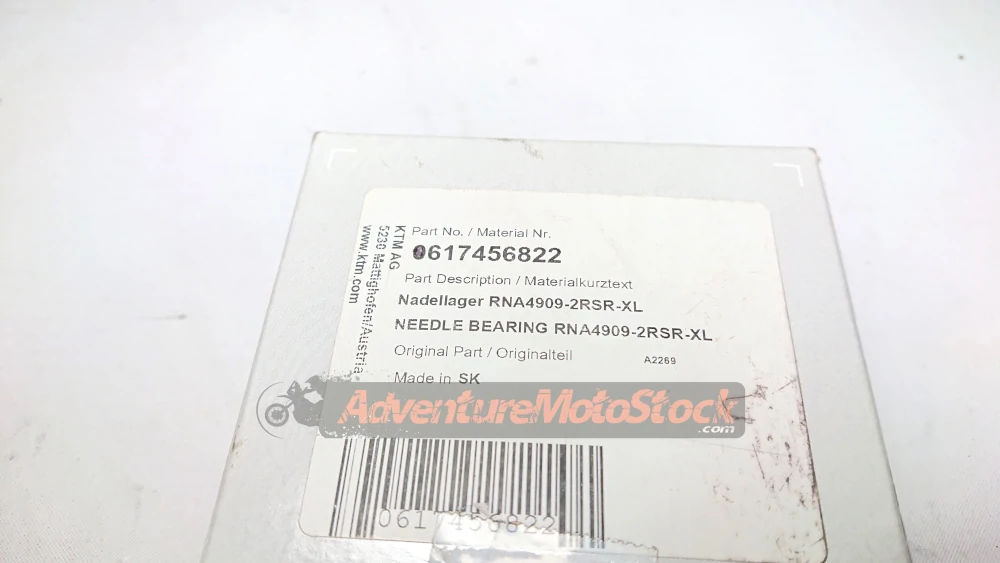 Part No. / Material Nr.
0617456822
Part Description / Materialkurztext
Nadellager RNA4909-2RSR-XL
NEEDLE BEARING RNA4909-2RSR-XL
Original Part / Originalteil A2269
Made in SK
KTM AG
5230 Mattighofen/Austria
www.ktm.com
AdventureMotoStock
.com
0617456822